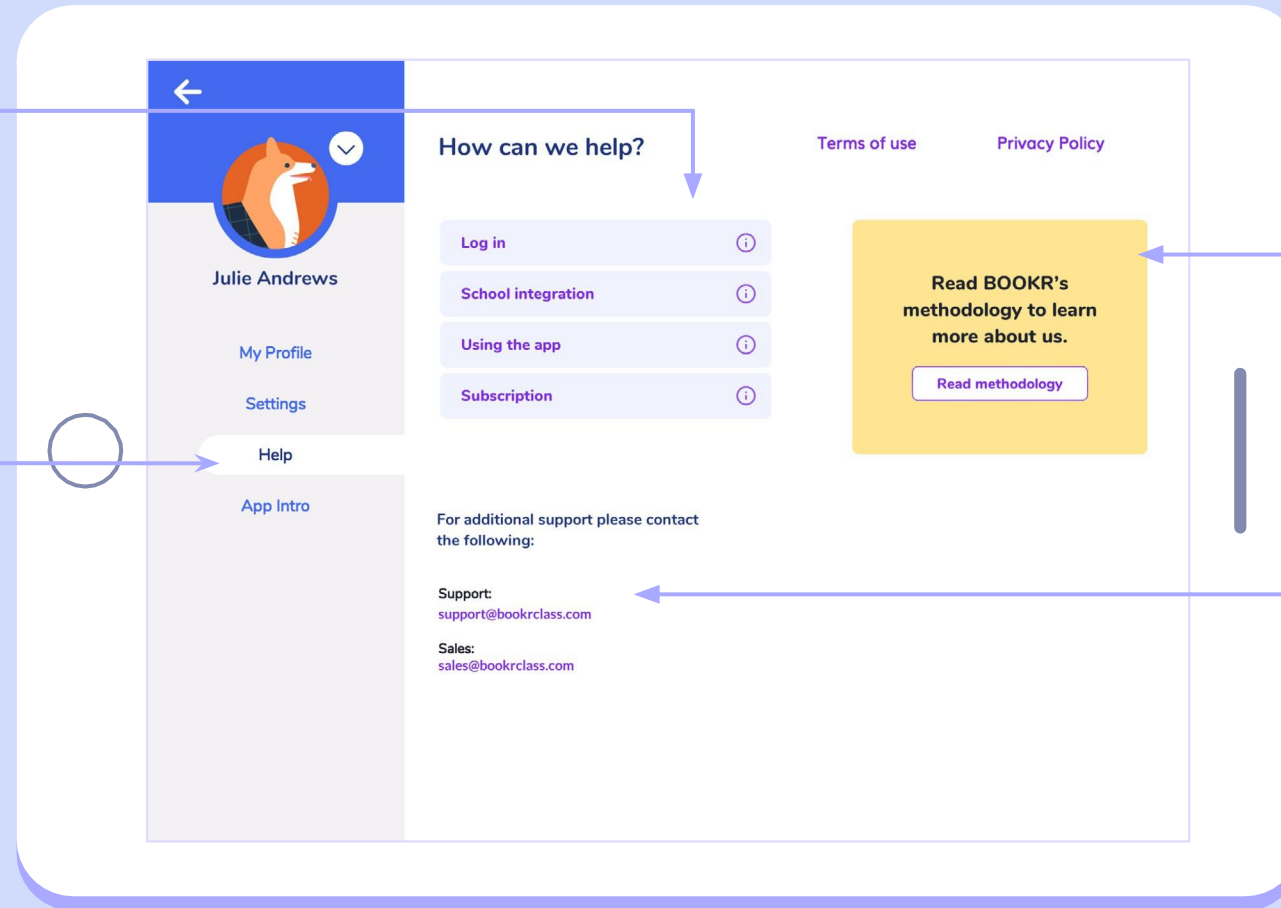 Julie Andrews
My Profile
Settings
Help
App Intro
How can we help?
Terms of use
Privacy Policy
Log in
School integration
Using the app
Subscription
Read BOOKR's
methodology to learn
more about us.
Read methodology
For additional support please contact
the following:
Support:
support@bookrclass.com
Sales:
sales@bookrclass.com